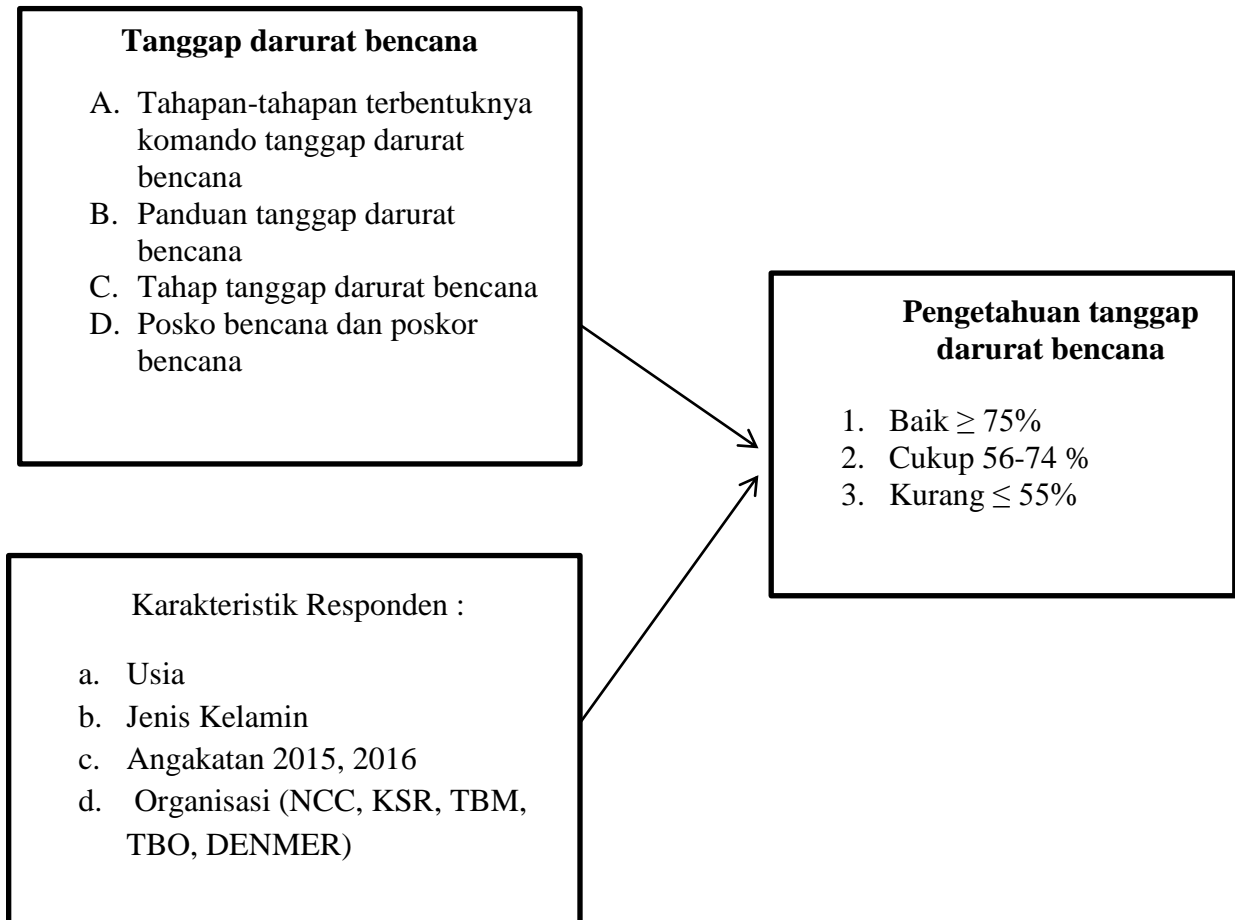 Tanggap darurat bencana
A. Tahapan-tahapan terbentuknya
komando tanggap darurat
bencana
B. Panduan tanggap darurat
bencana
C. Tahap tanggap darurat bencana
D. Posko bencana dan poskor
bencana
Pengetahuan tanggap
darurat bencana
1. Baik ≥ 75%
2. Cukup 56-74 %
3. Kurang ≤ 55%
Karakteristik Responden :
a. Usia
b. Jenis Kelamin
c. Angakatan 2015, 2016
d. Organisasi (NCC, KSR, TBM,
TBO, DENMER)